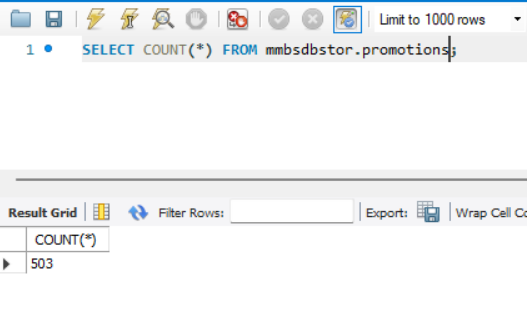 Limit to 1000 rows
1 SELECT COUNT(*) FROM mmbsdbstor.promotions;
Result Grid Filter Rows: Export: Wrap Cell Co
COUNT(*)
503